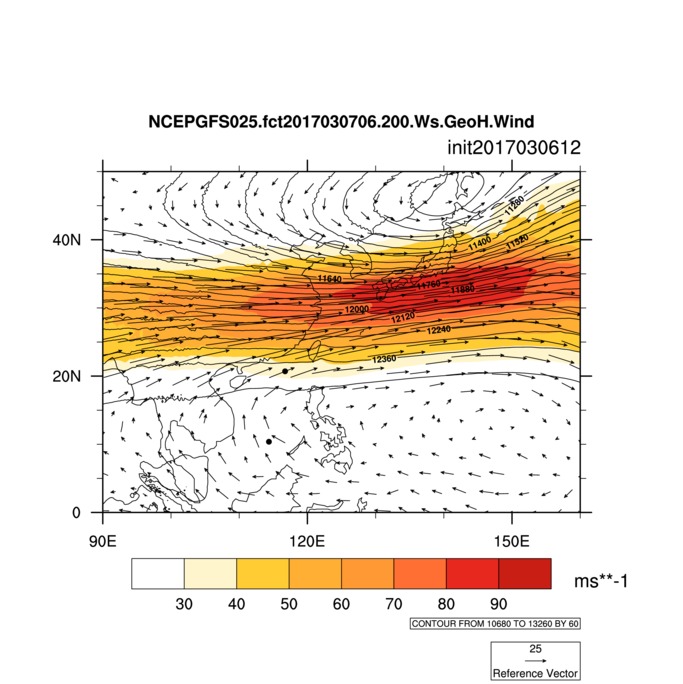 NCEPGFS025.fct2017030706.200.Ws.GeoH.Wind
init2017030612
11280
11400
11520
11640
11760
11880
12000
12120
12240
12360
40N
20N
0
90E 120E 150E
30 40 50 60 70 80 90
ms**-1
CONTOUR FROM 10680 TO 13260 BY 60
25
Reference Vector